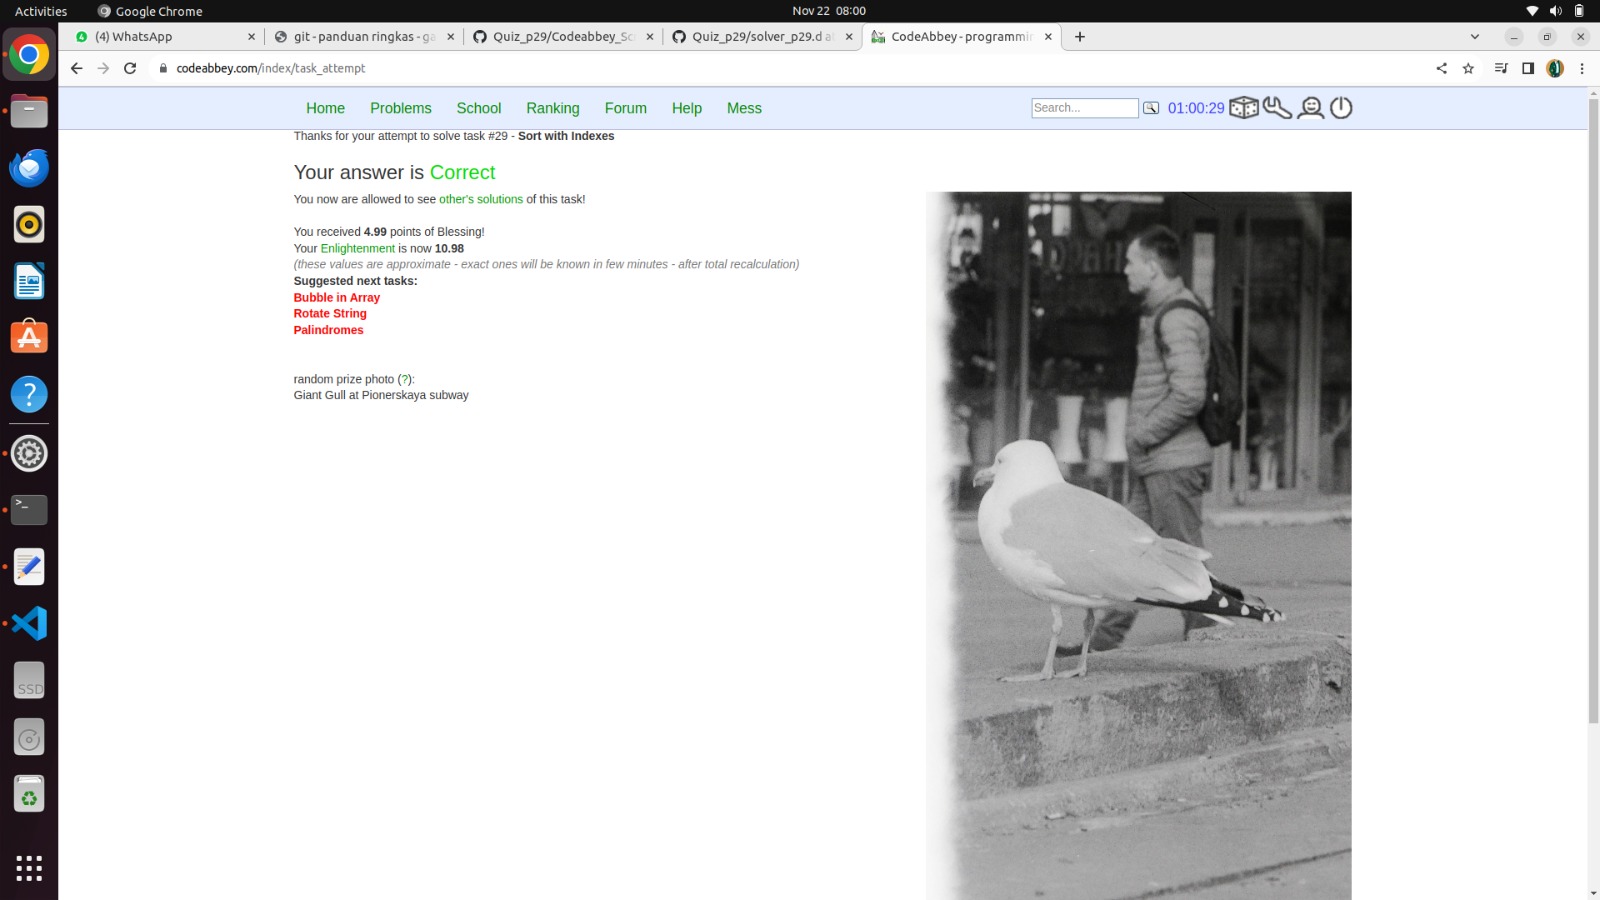 Activities Google Chrome Nov 22 08:00
(4) WhatsApp git - panduan ringkas - ga Quiz_p29/Codeabbey_Sc Quiz_p29/solver_p29.d a CodeAbbey - programmi
codeabbey.com/index/task_attempt
Home Problems School Ranking Forum Help Mess Search... 01:00:29
Thanks for your attempt to solve task #29 - Sort with Indexes
Your answer is Correct
You now are allowed to see other's solutions of this task!
You received 4.99 points of Blessing!
Your Enlightenment is now 10.98
(these values are approximate - exact ones will be known in few minutes - after total recalculation)
Suggested next tasks:
Bubble in Array
Rotate String
Palindromes
random prize photo (?):
Giant Gull at Pionerskaya subway
SSD